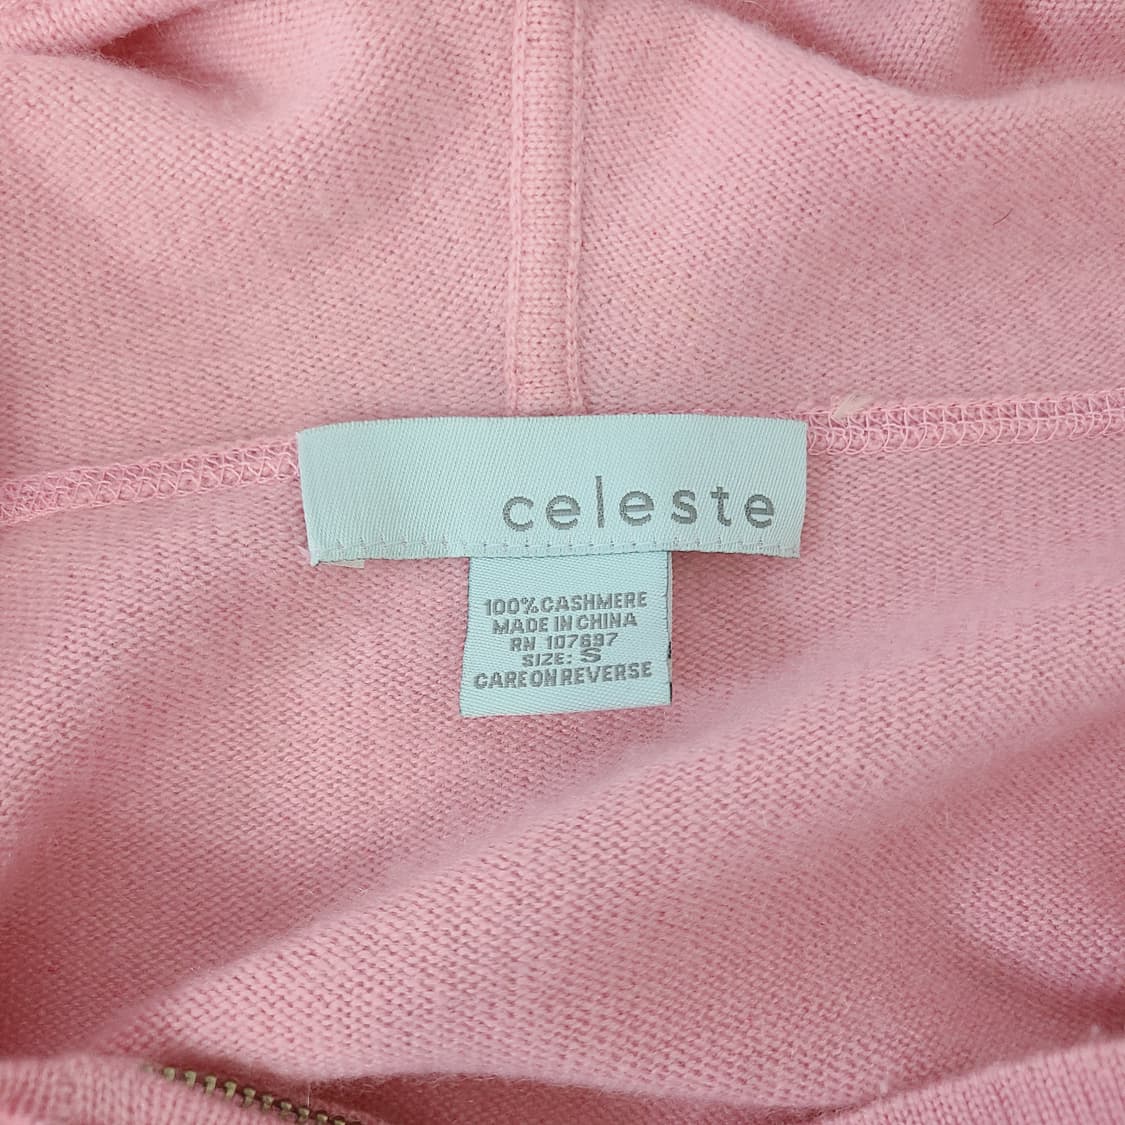 celeste
100% CASHMERE
MADE IN CHINA
RN 107697
SIZE: S
CARE ON REVERSE